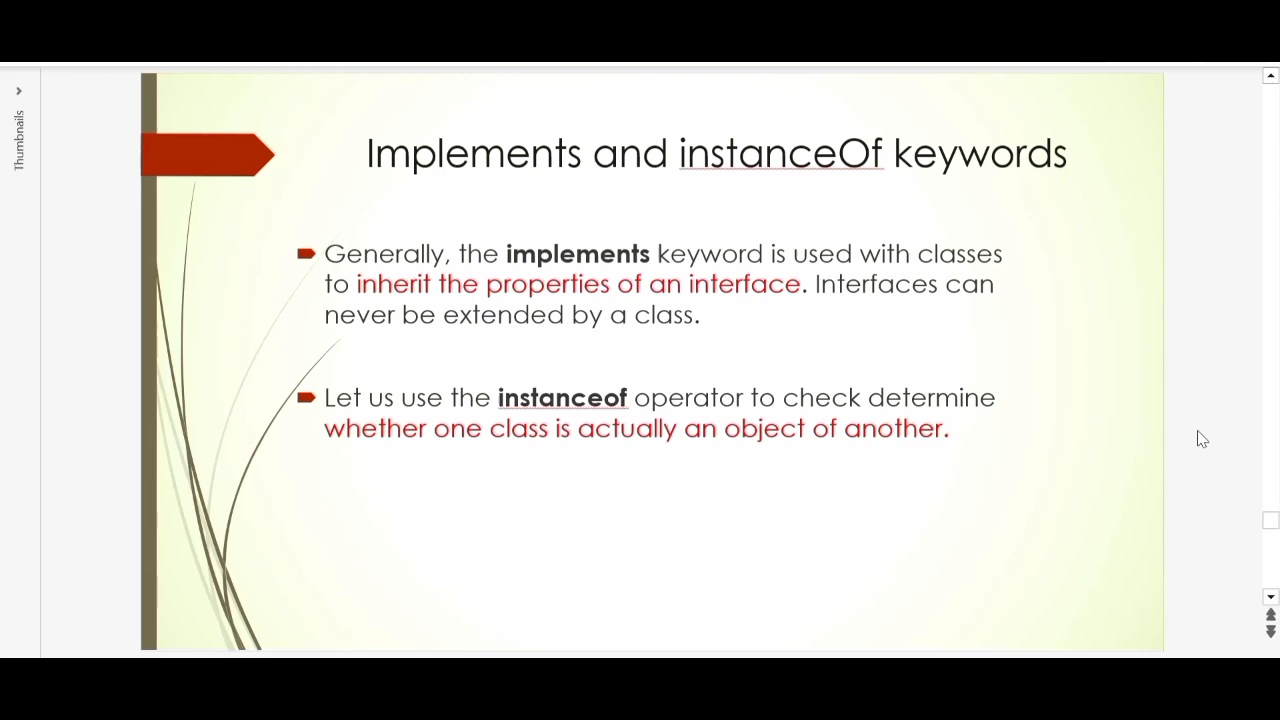 Thumbnails
Implements and instanceOf keywords
Generally, the implements keyword is used with classes
to inherit the properties of an interface. Interfaces can
never be extended by a class.
Let us use the instanceof operator to check determine
whether one class is actually an object of another.